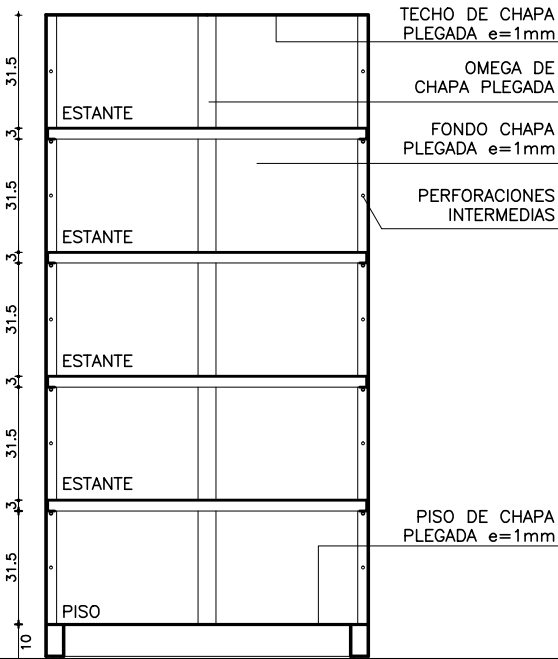 TECHO DE CHAPA
PLEGADA e=1mm
OMEGA DE
CHAPA PLEGADA
FONDO CHAPA
PLEGADA e=1mm
PERFORACIONES
INTERMEDIAS
PISO DE CHAPA
PLEGADA e=1mm
31.5
ESTANTE
3
31.5
ESTANTE
3
31.5
ESTANTE
3
31.5
ESTANTE
3
31.5
PISO
10